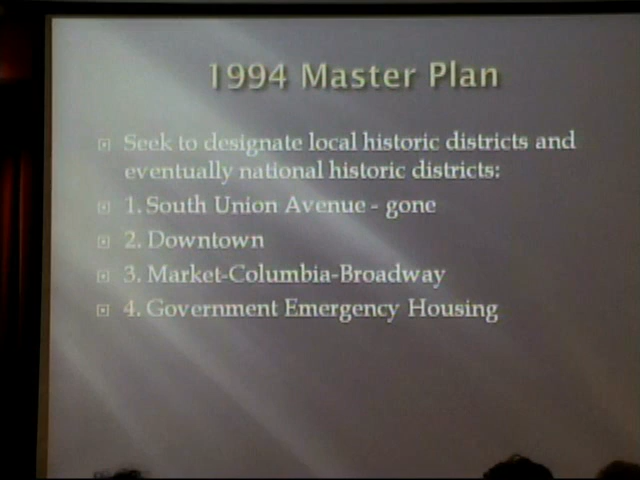 1994 Master Plan
Seek to designate local historic districts and
eventually national historic districts:
1. South Union Avenue - gone
2. Downtown
3. Market-Columbia-Broadway
4. Government Emergency Housing